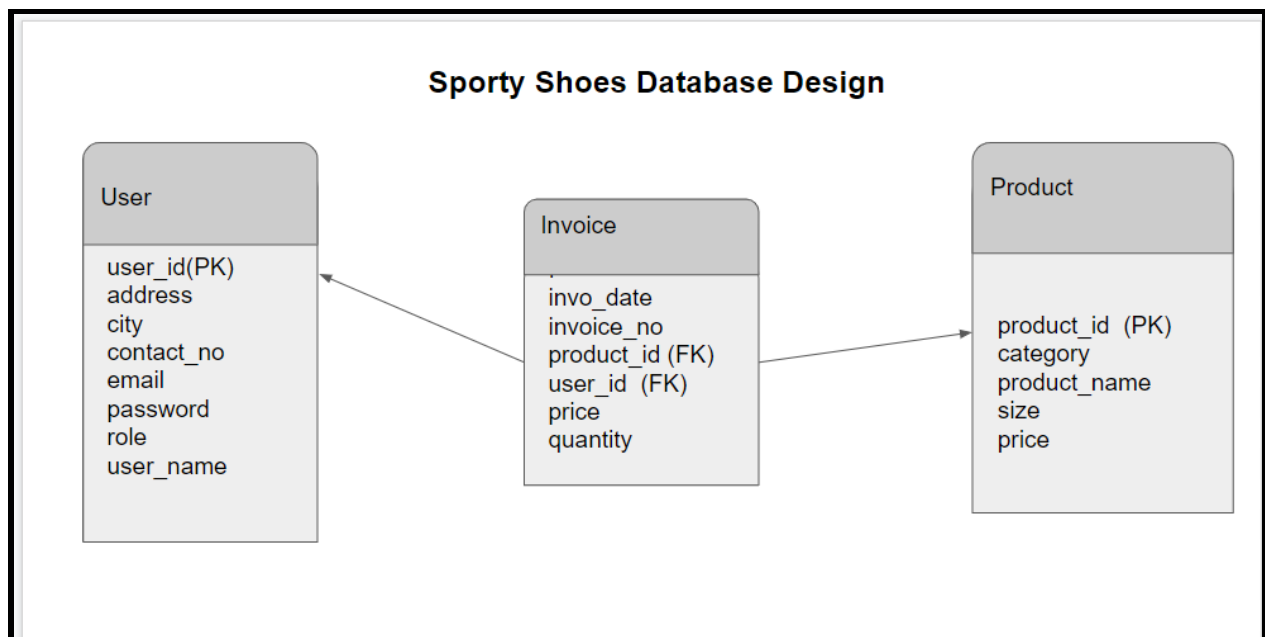 Sporty Shoes Database Design
User
user_id(PK)
address
city
contact_no
email
password
role
user_name
Invoice
invo_date
invoice_no
product_id (FK)
user_id (FK)
price
quantity
Product
product_id (PK)
category
product_name
size
price